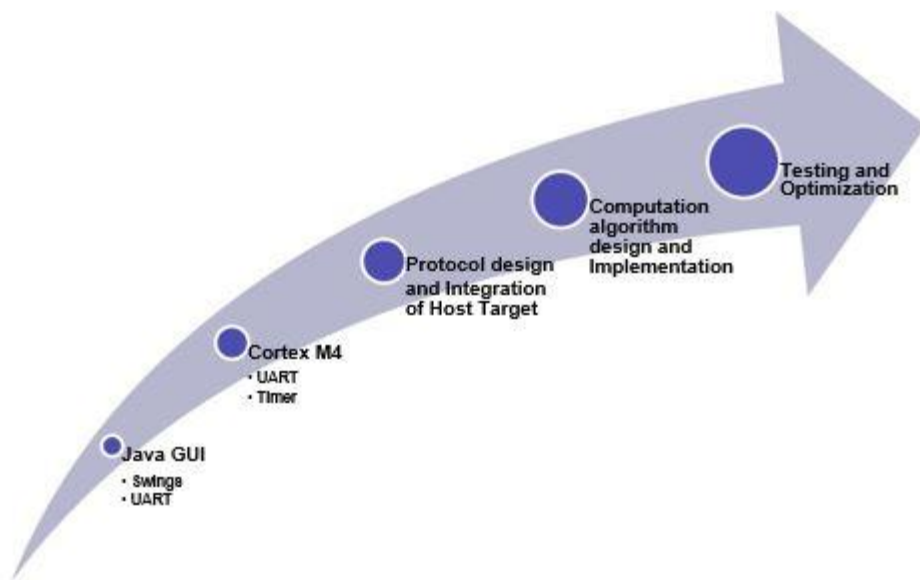 Java GUI
• Swings
• UART
Cortex M4
• UART
• Timer
Protocol design
and Integration
of Host Target
Computation
algorithm
design and
Implementation
Testing and
Optimization